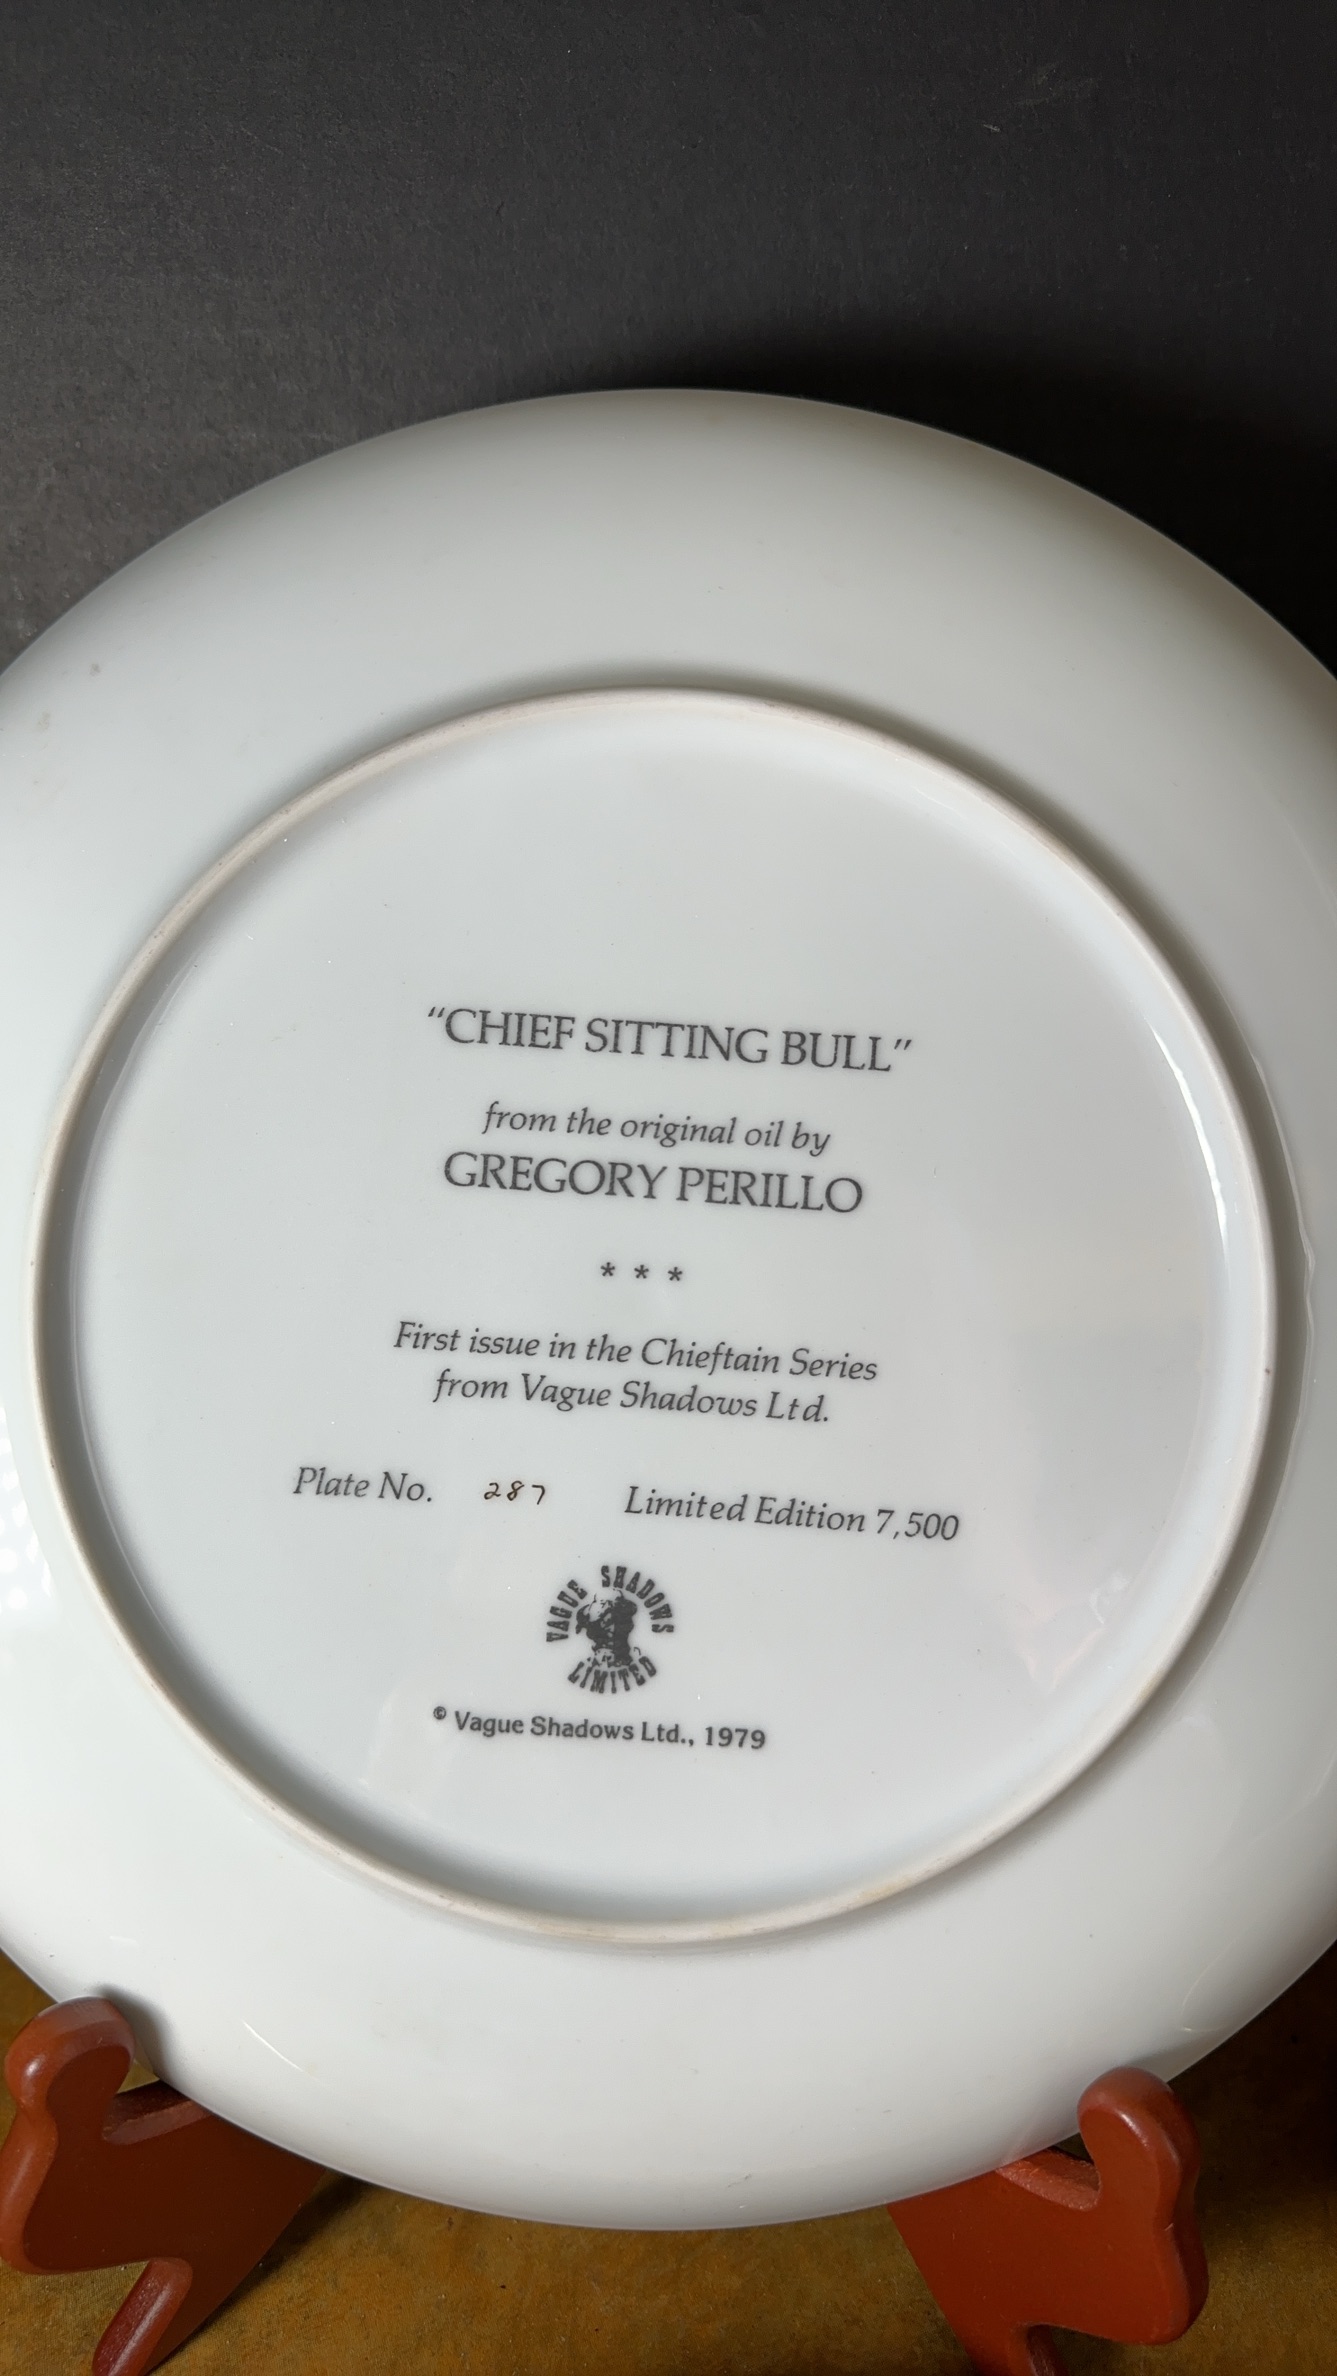 “CHIEF SITTING BULL”
from the original oil by
GREGORY PERILLO
* * *
First issue in the Chieftain Series
from Vague Shadows Ltd.
Plate No. 287 Limited Edition 7,500
VAGUE SHADOWS
LIMITED
© Vague Shadows Ltd., 1979